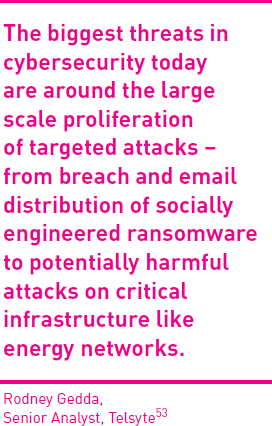 The biggest threats in
cybersecurity today
are around the large
scale proliferation
of targeted attacks –
from breach and email
distribution of socially
engineered ransomware
to potentially harmful
attacks on critical
infrastructure like
energy networks.
Rodney Gedda,
Senior Analyst, Telsyte53